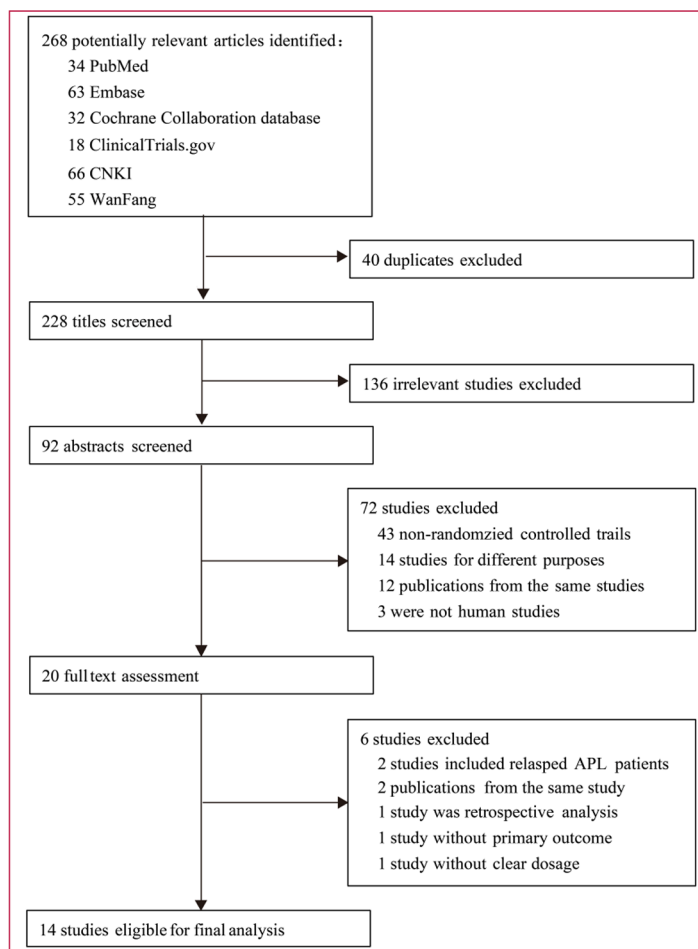 268 potentially relevant articles identified：
34 PubMed
63 Embase
32 Cochrane Collaboration database
18 ClinicalTrials.gov
66 CNKI
55 WanFang
40 duplicates excluded
228 titles screened
136 irrelevant studies excluded
92 abstracts screened
72 studies excluded
43 non-randomzied controlled trails
14 studies for different purposes
12 publications from the same studies
3 were not human studies
20 full text assessment
6 studies excluded
2 studies included relasped APL patients
2 publications from the same study
1 study was retrospective analysis
1 study without primary outcome
1 study without clear dosage
14 studies eligible for final analysis